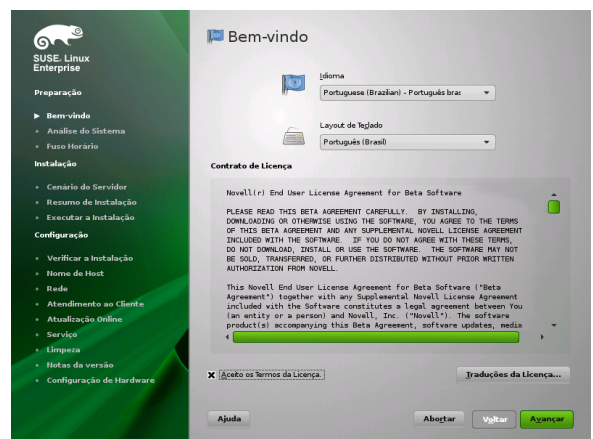 SUSE. Linux
Enterprise
Preparação
Bem-vindo
Análise do Sistema
Fuso Horário
Instalação
Cenário do Servidor
Resumo de Instalação
Executar a Instalação
Configuração
Verificar a Instalação
Nome de Host
Rede
Atendimento ao Cliente
Atualização Online
Serviço
Limpeza
Notas da versão
Configuração de Hardware
Bem-vindo
Idioma
Portuguese (Brazilian) - Português bras
Layout de Teclado
Português (Brasil)
Contrato de Licença
Novell(r) End User License Agreement for Beta Software
PLEASE READ THIS BETA AGREEMENT CAREFULLY. BY INSTALLING,
DOWNLOADING OR OTHERWISE USING THE SOFTWARE, YOU AGREE TO THE TERMS
OF THIS BETA AGREEMENT AND ANY SUPPLEMENTAL NOVELL LICENSE AGREEMENT
INCLUDED WITH THE SOFTWARE. IF YOU DO NOT AGREE WITH THESE TERMS,
DO NOT DOWNLOAD, INSTALL OR USE THE SOFTWARE. THE SOFTWARE MAY NOT
BE SOLD, TRANSFERRED, OR FURTHER DISTRIBUTED WITHOUT PRIOR WRITTEN
AUTHORIZATION FROM NOVELL.
This Novell End User License Agreement for Beta Software ("Beta
Agreement") together with any Supplemental Novell License Agreement
included with the Software constitutes a legal agreement between You
(an entity or a person) and Novell, Inc. ("Novell"). The software
product(s) accompanying this Beta Agreement, software updates, media
Aceito os Termos da Licença.
Traduções da Licença...
Ajuda
Abortar
Voltar
Avançar